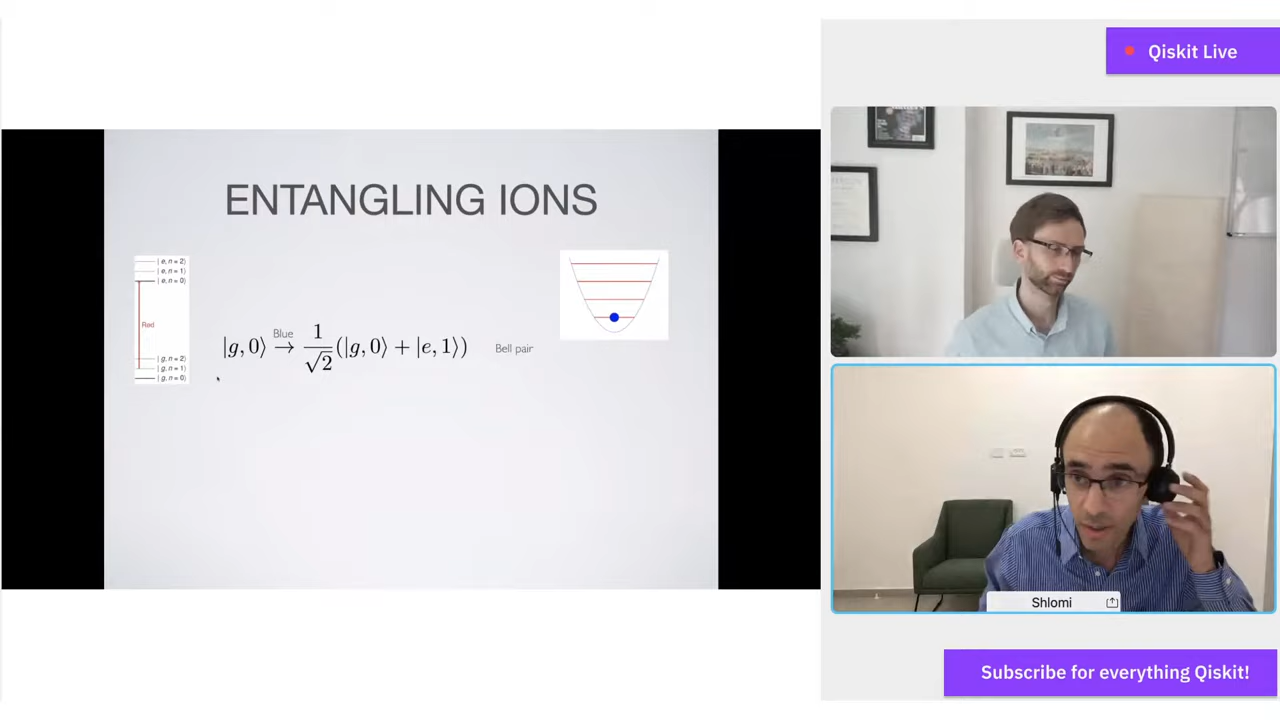 Qiskit Live
ENTANGLING IONS
| e, n = 2⟩
| e, n = 1⟩
| e, n = 0⟩
Red
| g, n = 2⟩
| g, n = 1⟩
| g, n = 0⟩
|g, 0⟩ Blue → 1/√2 (|g, 0⟩ + |e, 1⟩)
Bell pair
Shlomi
Subscribe for everything Qiskit!